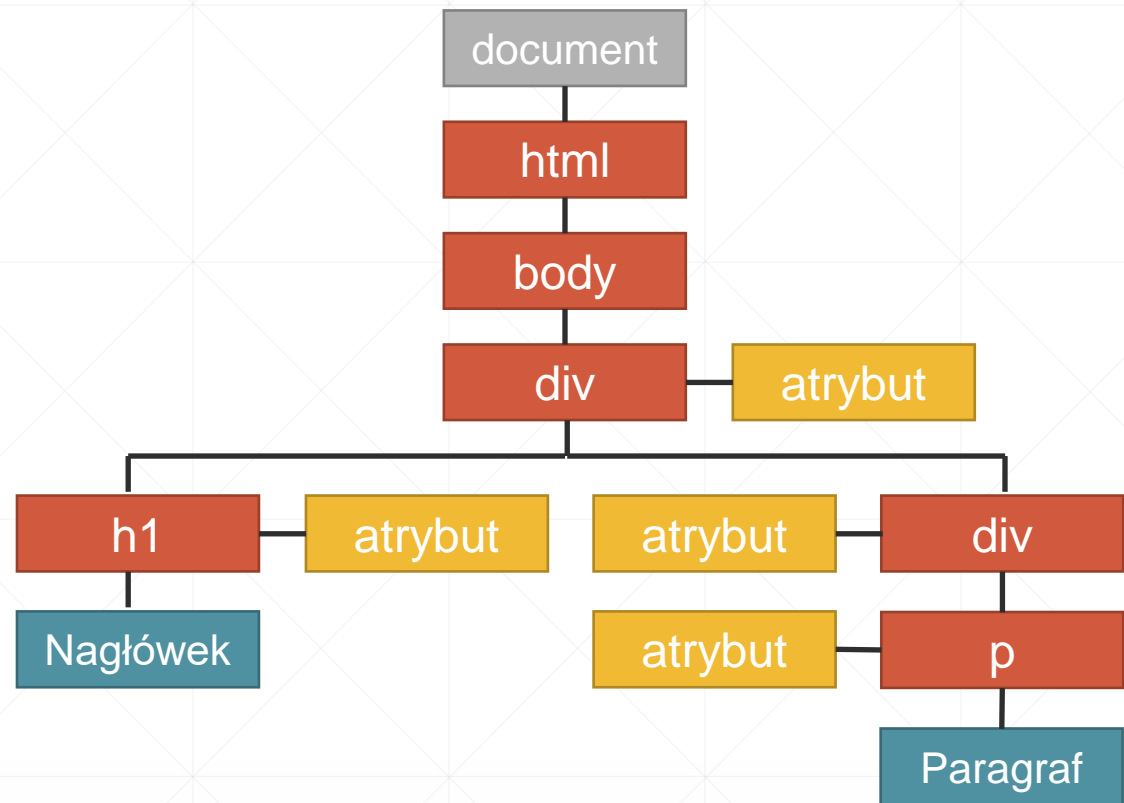 document
html
body
div
atrybut
h1
atrybut
atrybut
div
Nagłówek
atrybut
p
Paragraf